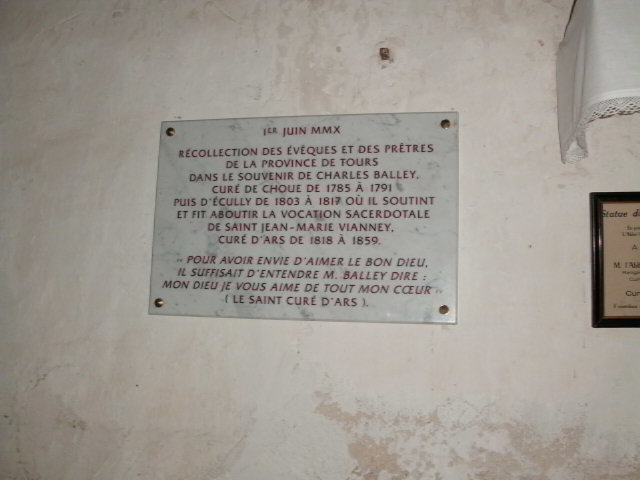 1ER JUIN MMX
RÉCOLLECTION DES ÉVÊQUES ET DES PRÊTRES
DE LA PROVINCE DE TOURS
DANS LE SOUVENIR DE CHARLES BALLEY,
CURÉ DE CHOUE DE 1785 À 1791
PUIS D'ÉCULLY DE 1803 À 1817 OÙ IL SOUTINT
ET FIT ABOUTIR LA VOCATION SACERDOTALE
DE SAINT JEAN-MARIE VIANNEY,
CURÉ D'ARS DE 1818 À 1859.
"POUR AVOIR ENVIE D'AIMER LE BON DIEU,
IL SUFFISAIT D'ENTENDRE M. BALLEY DIRE :
MON DIEU JE VOUS AIME DE TOUT MON CŒUR"
( LE SAINT CURÉ D'ARS ).
Statue